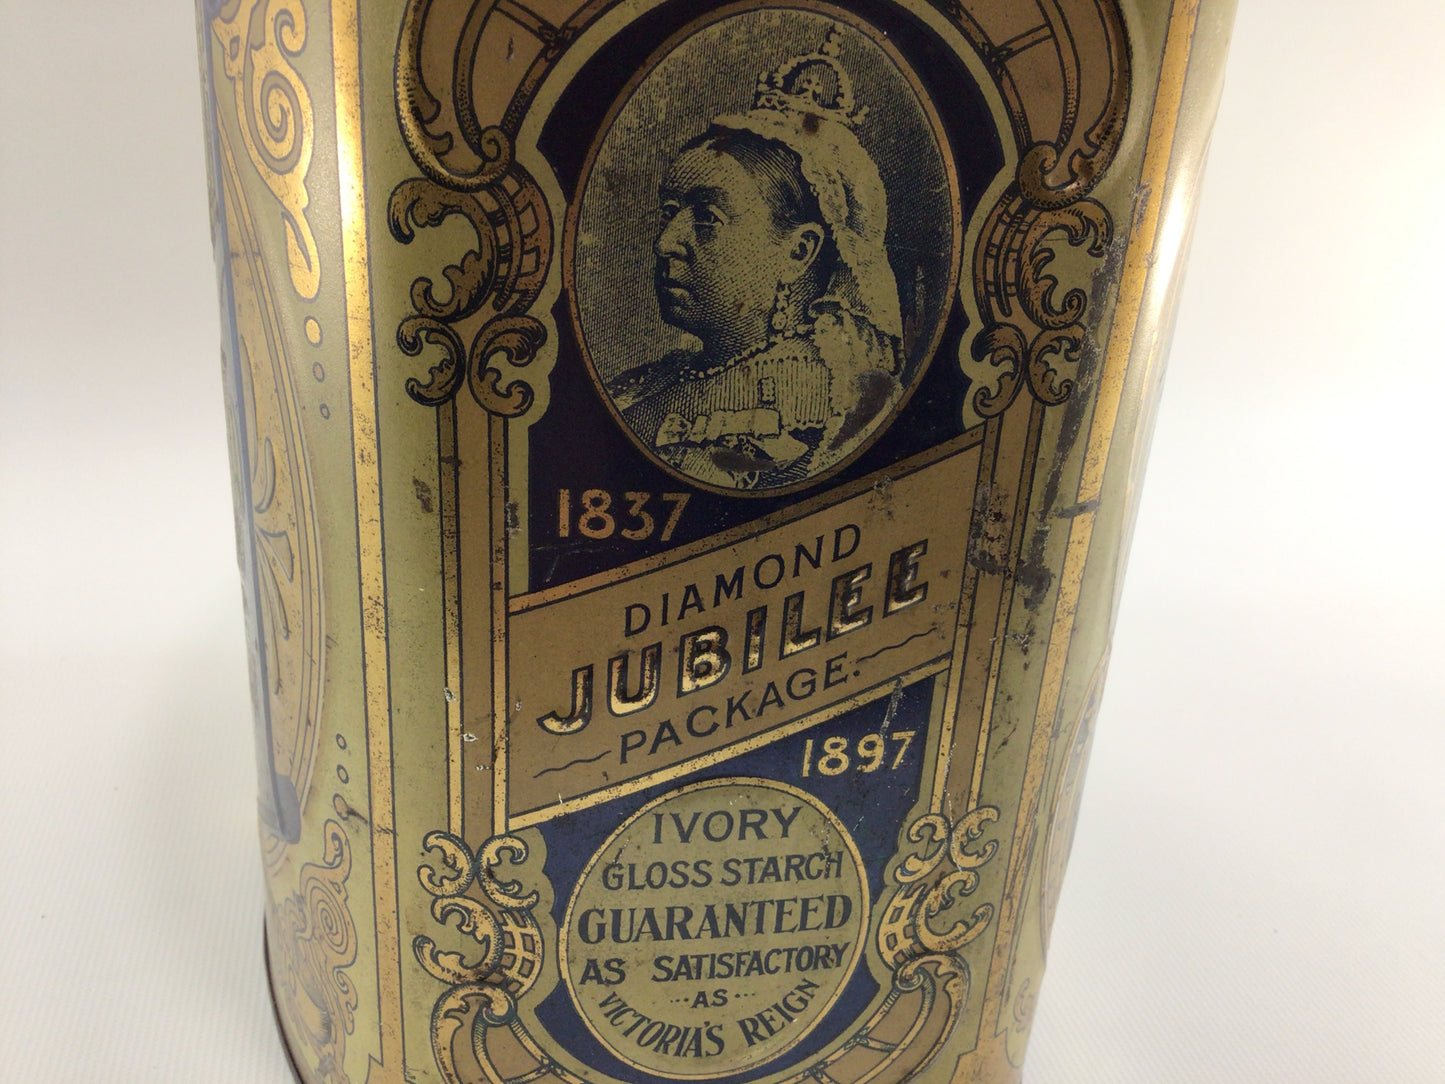 1837
DIAMOND
JUBILEE
PACKAGE.
1897
IVORY
GLOSS STARCH
GUARANTEED
AS SATISFACTORY
AS
VICTORIA'S REIGN